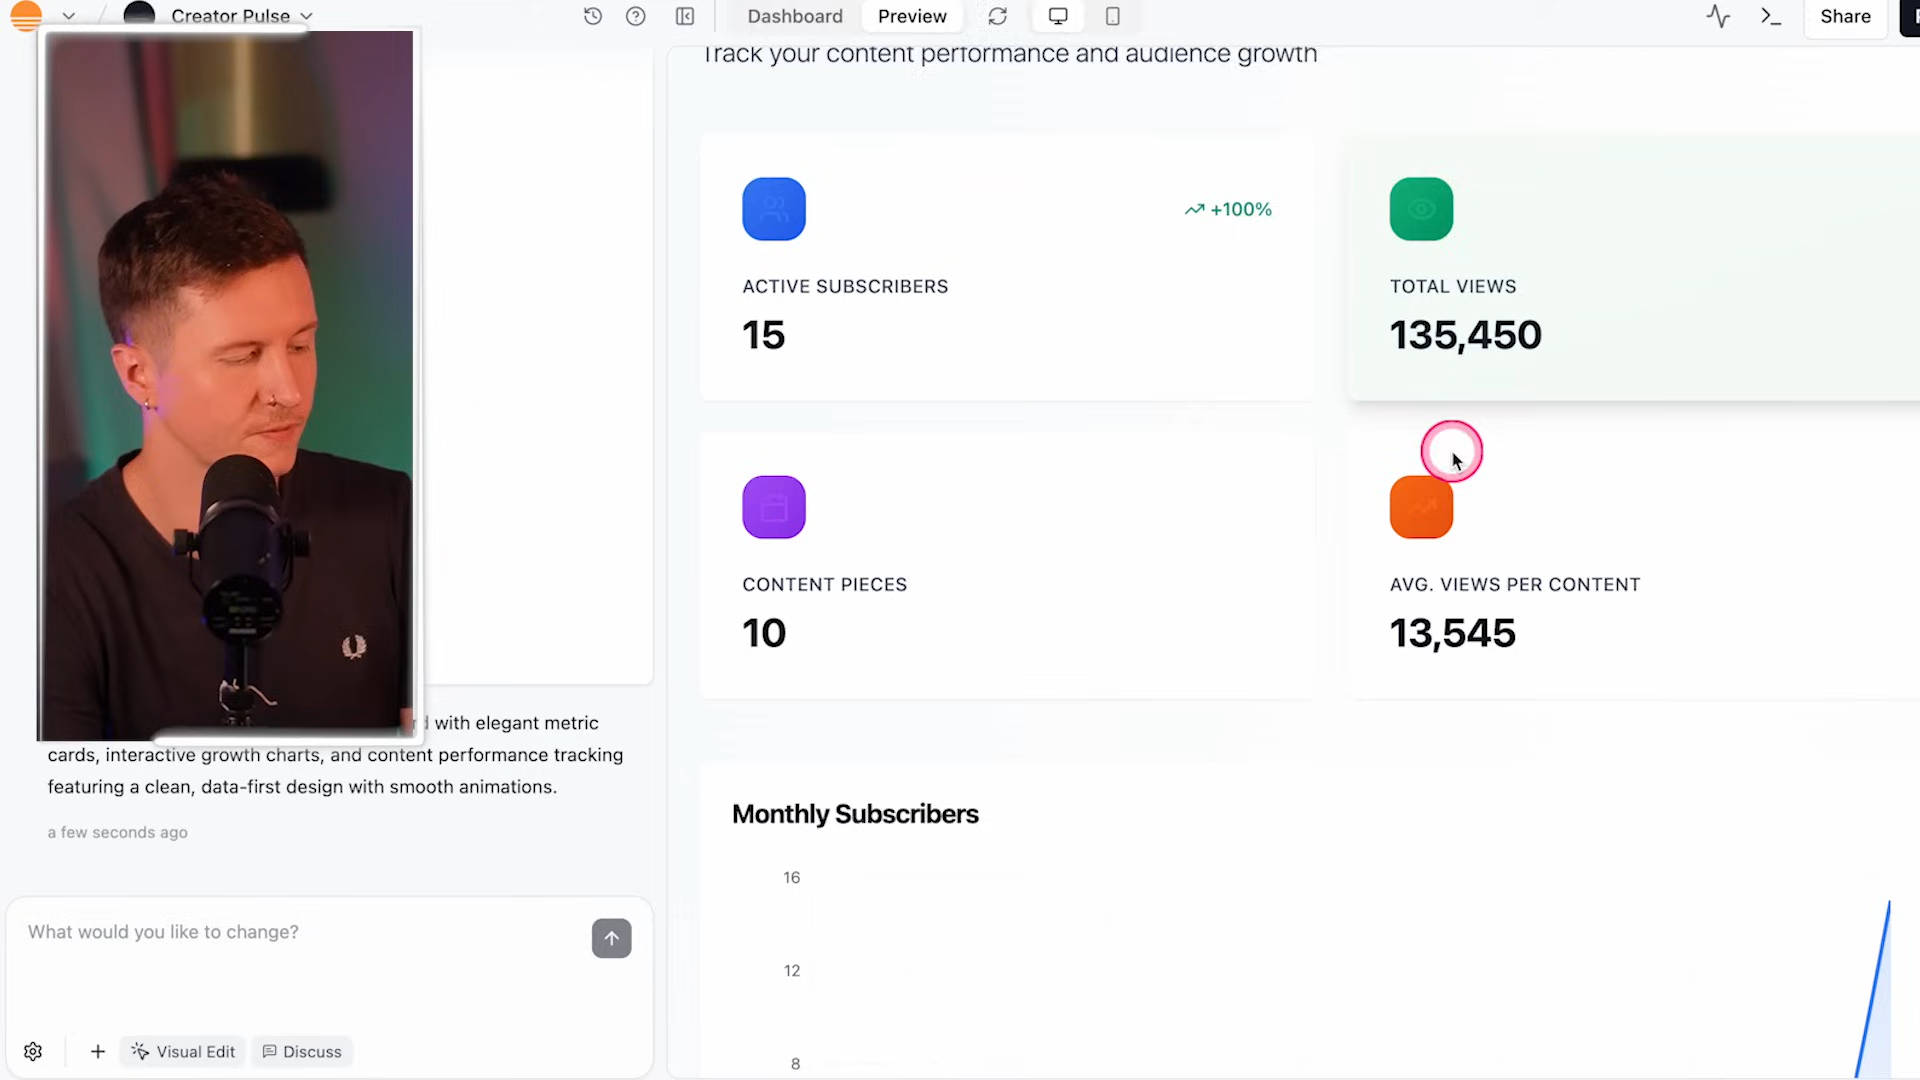 Creator Pulse
Dashboard
Preview
Share
Track your content performance and audience growth
+100%
ACTIVE SUBSCRIBERS
15
TOTAL VIEWS
135,450
CONTENT PIECES
10
AVG. VIEWS PER CONTENT
13,545
Monthly Subscribers
16
12
8
with elegant metric
cards, interactive growth charts, and content performance tracking
featuring a clean, data-first design with smooth animations.
a few seconds ago
What would you like to change?
Visual Edit
Discuss